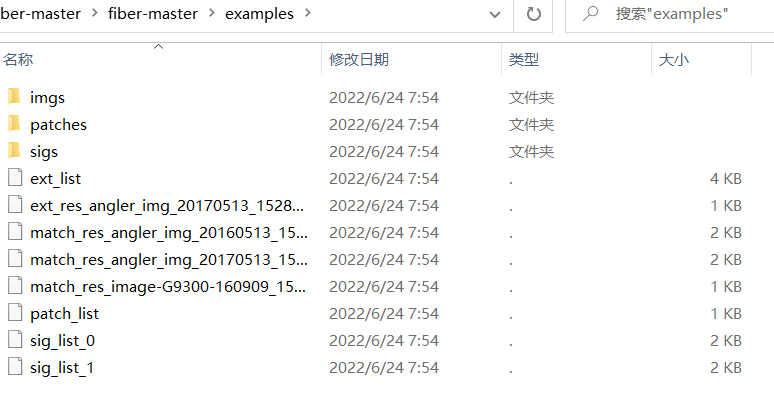 ber-master > fiber-master > examples >
搜索"examples"
名称 修改日期 类型 大小
imgs 2022/6/24 7:54 文件夹
patches 2022/6/24 7:54 文件夹
sigs 2022/6/24 7:54 文件夹
ext_list 2022/6/24 7:54 . 4 KB
ext_res_angler_img_20170513_1528... 2022/6/24 7:54 . 1 KB
match_res_angler_img_20160513_15... 2022/6/24 7:54 . 2 KB
match_res_angler_img_20170513_15... 2022/6/24 7:54 . 2 KB
match_res_image-G9300-160909_15... 2022/6/24 7:54 . 1 KB
patch_list 2022/6/24 7:54 . 1 KB
sig_list_0 2022/6/24 7:54 . 2 KB
sig_list_1 2022/6/24 7:54 . 2 KB